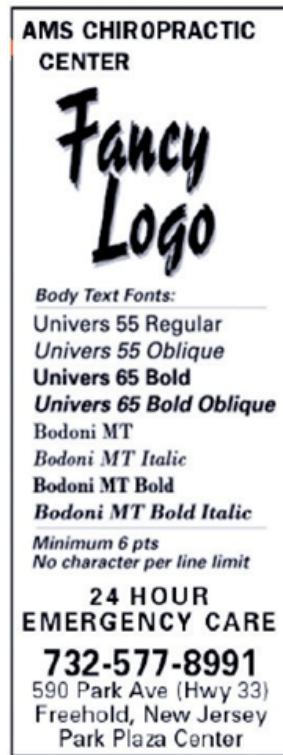 AMS CHIROPRACTIC
CENTER
Fancy
Logo
Body Text Fonts:
Univers 55 Regular
Univers 55 Oblique
Univers 65 Bold
Univers 65 Bold Oblique
Bodoni MT
Bodoni MT Italic
Bodoni MT Bold
Bodoni MT Bold Italic
Minimum 6 pts
No character per line limit
24 HOUR
EMERGENCY CARE
732-577-8991
590 Park Ave (Hwy 33)
Freehold, New Jersey
Park Plaza Center